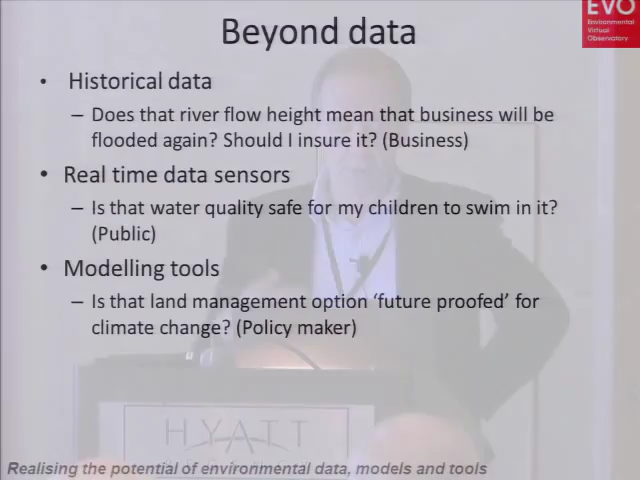 EVO
Environmental
Virtual
Observatory
Beyond data
• Historical data
– Does that river flow height mean that business will be
flooded again? Should I insure it? (Business)
• Real time data sensors
– Is that water quality safe for my children to swim in it?
(Public)
• Modelling tools
– Is that land management option ‘future proofed’ for
climate change? (Policy maker)
HYATT
Realising the potential of environmental data, models and tools